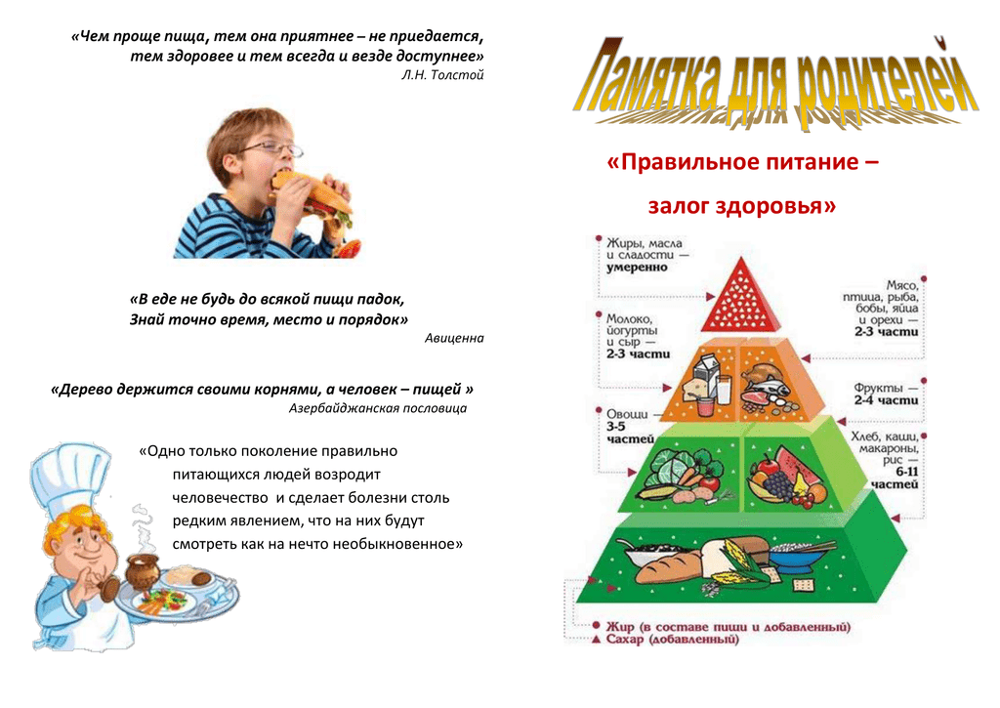 «Чем проще пища, тем она приятнее – не приедается,
тем здоровее и тем всегда и везде доступнее»
Л.Н. Толстой
«В еде не будь до всякой пищи падок,
Знай точно время, место и порядок»
Авиценна
«Дерево держится своими корнями, а человек – пищей »
Азербайджанская пословица
«Одно только поколение правильно
питающихся людей возродит
человечество и сделает болезни столь
редким явлением, что на них будут
смотреть как на нечто необыкновенное»
Памятка для родителей
«Правильное питание –
залог здоровья»
Жиры, масла
и сладости —
умеренно
Мясо,
птица, рыба,
бобы, яйца
и орехи —
2-3 части
Молоко,
йогурты
и сыр —
2-3 части
Фрукты —
2-4 части
Овощи —
3-5
частей
Хлеб, каши,
макароны,
рис —
6-11
частей
Жир (в составе пищи и добавленный)
Сахар (добавленный)